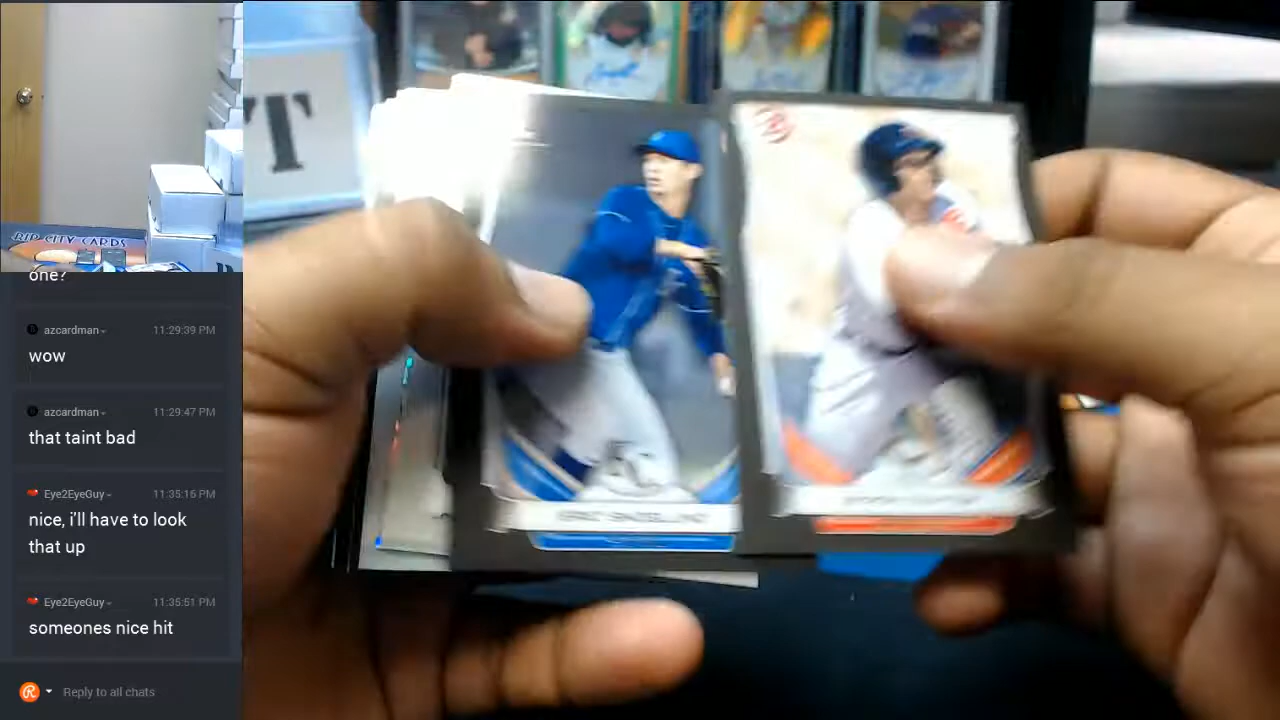 T
RIP CITY CARDS
one?
azcardman
11:29:39 PM
wow
azcardman
11:29:47 PM
that taint bad
Eye2EyeGuy
11:35:16 PM
nice, i'll have to look
that up
Eye2EyeGuy
11:35:51 PM
someones nice hit
Reply to all chats